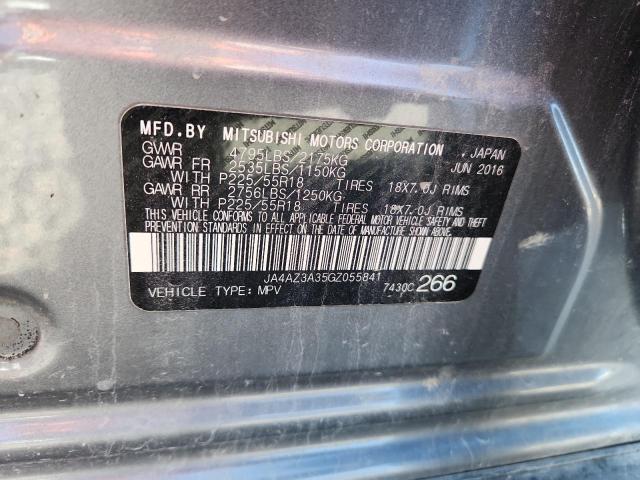 MFD.BY MITSUBISHI MOTORS CORPORATION , JAPAN
GVWR 4795LBS/2175KG JUN 2016
GAWR FR 2535LBS/1150KG
WITH P225/55R18 TIRES 18X7.0J RIMS
GAWR RR 2756LBS/1250KG
WITH P225/55R18 TIRES 18X7.0J RIMS
THIS VEHICLE CONFORMS TO ALL APPLICABLE FEDERAL MOTOR VEHICLE SAFETY AND THEFT
PREVENTION STANDARDS IN EFFECT ON THE DATE OF MANUFACTURE SHOWN ABOVE.
JA4AZ3A35GZ055841
VEHICLE TYPE: MPV 7430C 266